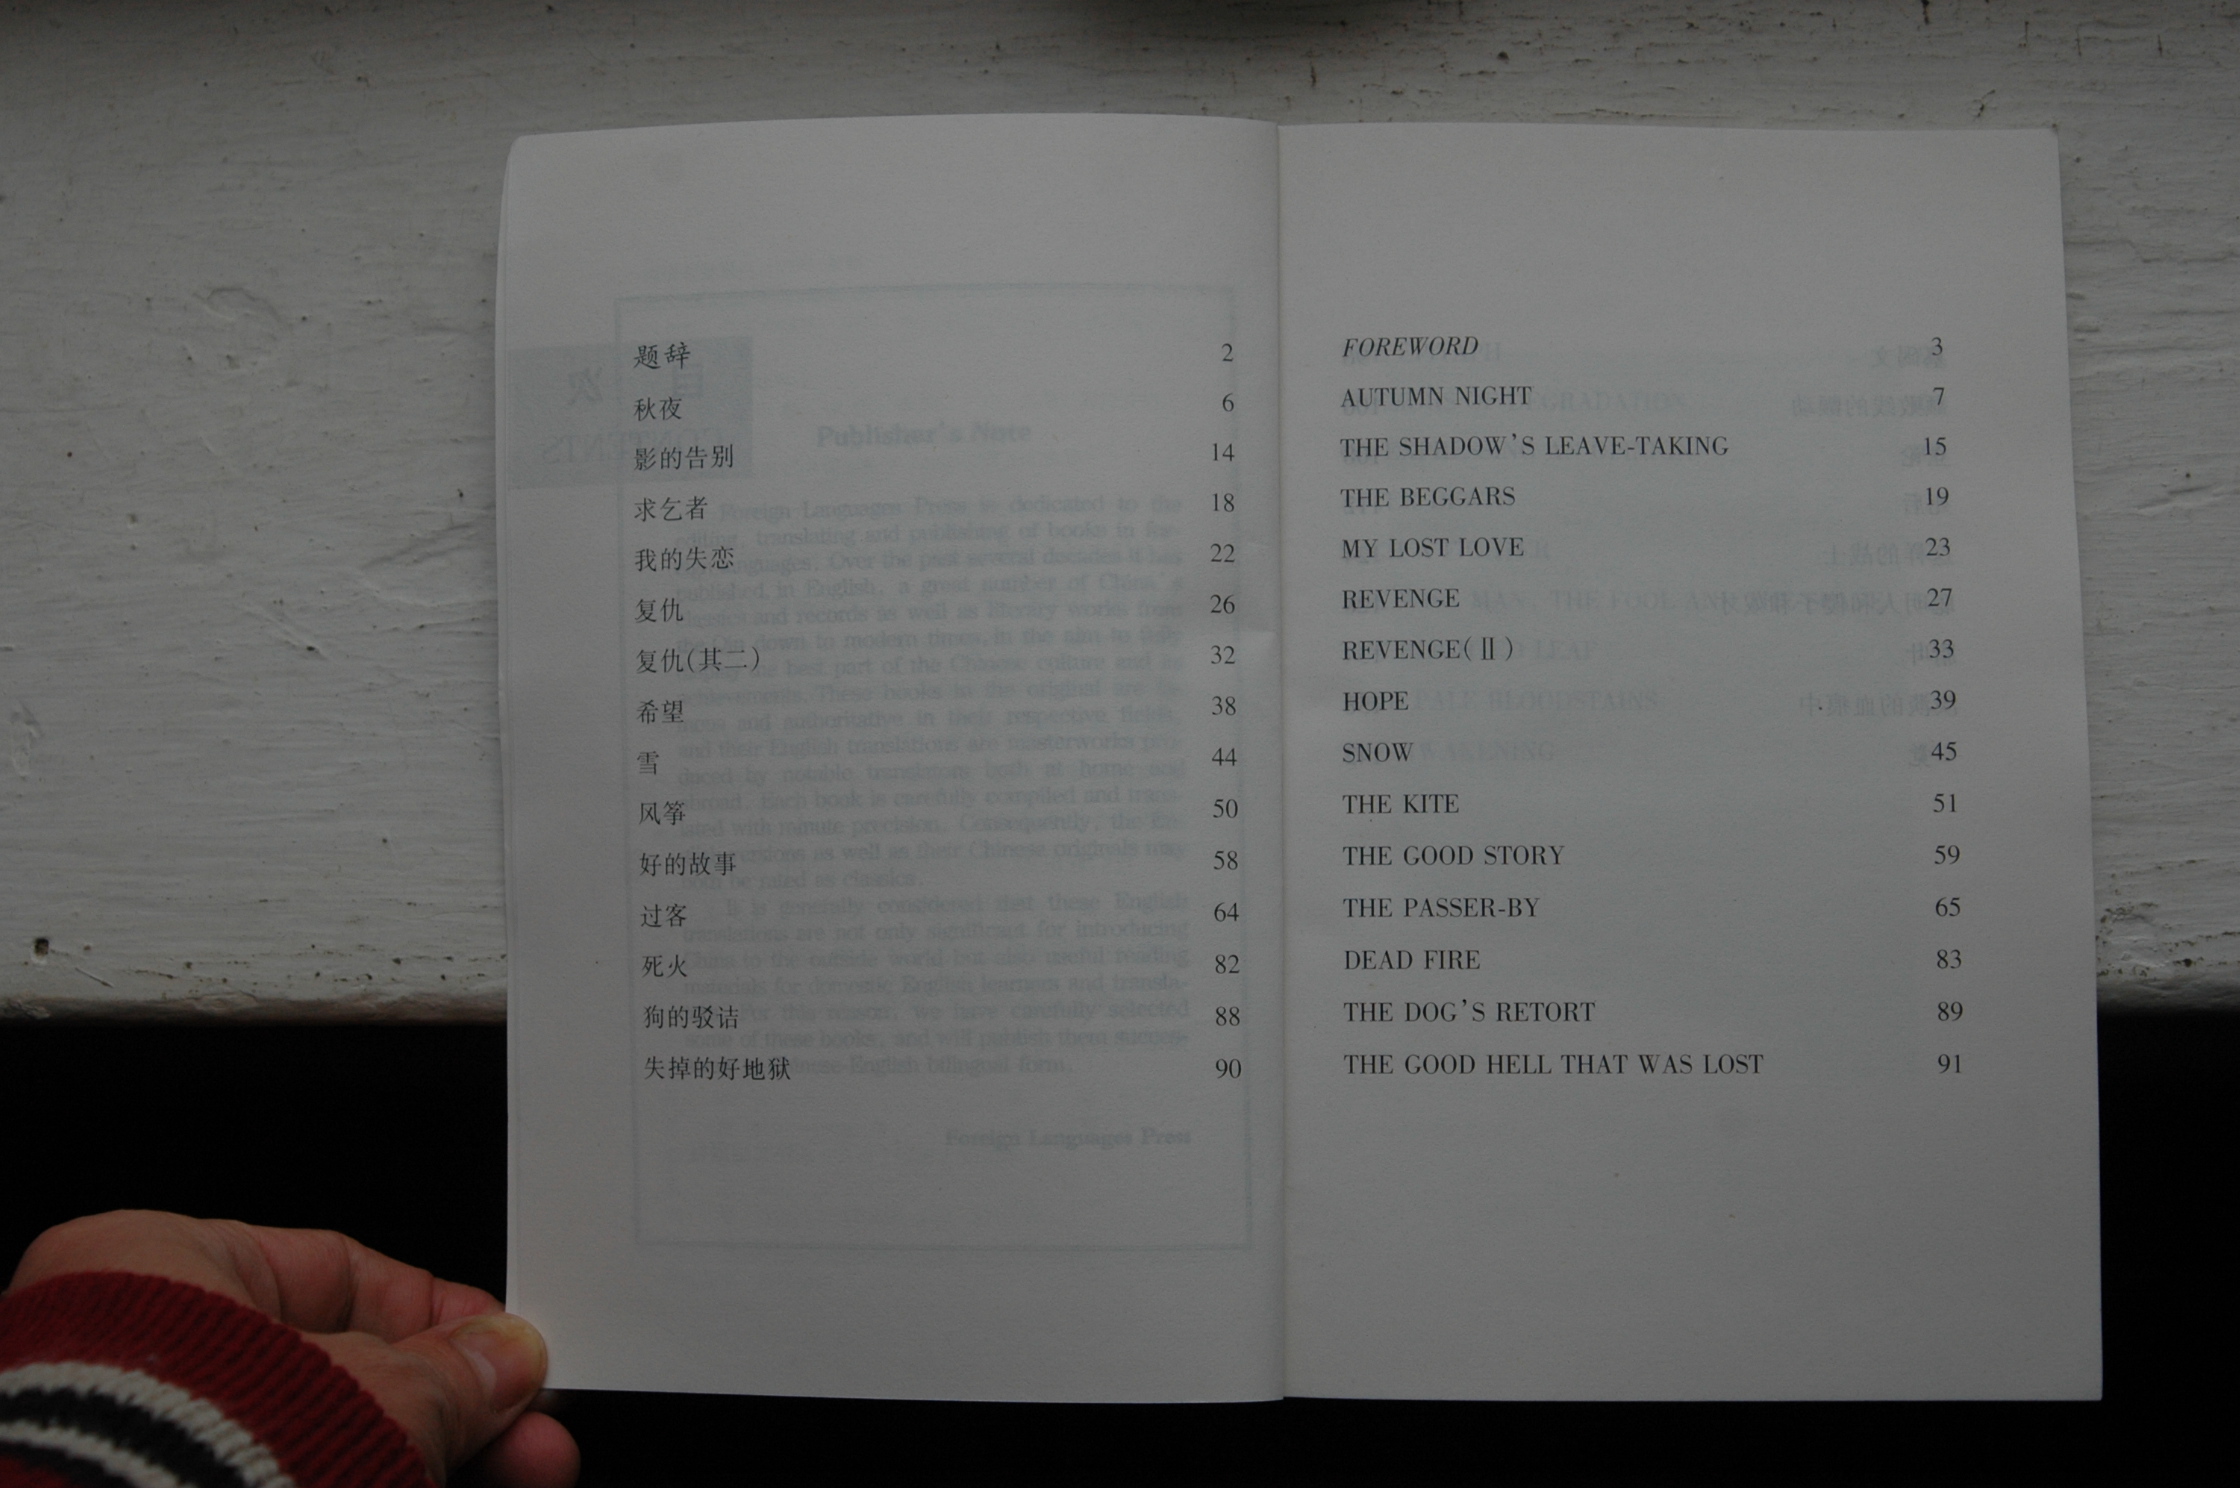 题辞 2
秋夜 6
影的告别 14
求乞者 18
我的失恋 22
复仇 26
复仇(其二) 32
希望 38
雪 44
风筝 50
好的故事 58
过客 64
死火 82
狗的驳诘 88
失掉的好地狱 90
FOREWORD 3
AUTUMN NIGHT 7
THE SHADOW'S LEAVE-TAKING 15
THE BEGGARS 19
MY LOST LOVE 23
REVENGE 27
REVENGE(Ⅱ) 33
HOPE 39
SNOW 45
THE KITE 51
THE GOOD STORY 59
THE PASSER-BY 65
DEAD FIRE 83
THE DOG'S RETORT 89
THE GOOD HELL THAT WAS LOST 91